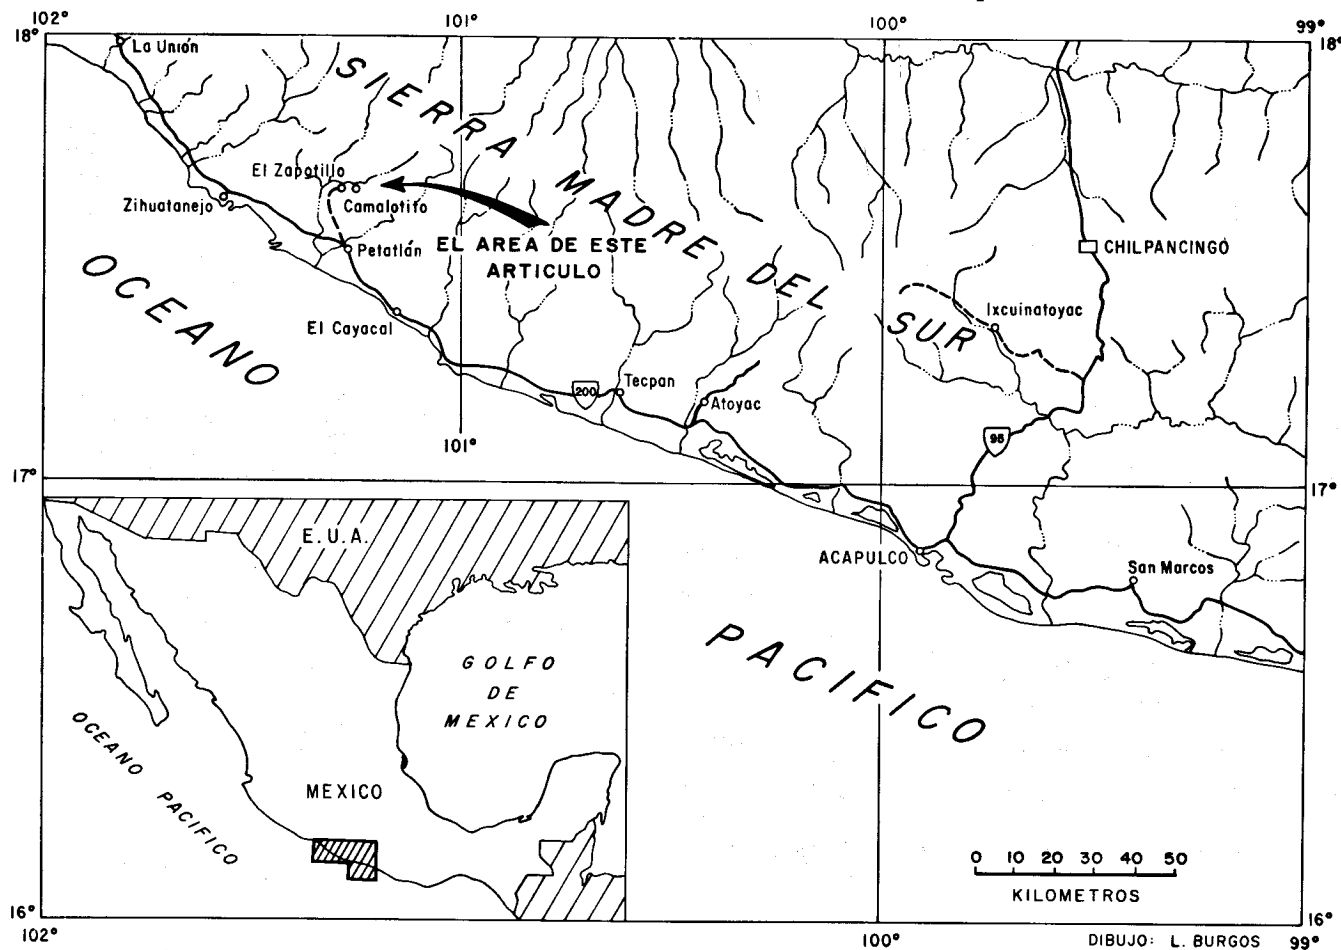 102°
101°
100°
99°
18°
18°
La Unión
SIERRA MADRE DEL SUR
El Zapotillo
Camalotito
Zihuatanejo
Petatlán
EL AREA DE ESTE
ARTICULO
CHILPANCINGO
Ixcuinatoyac
OCEANO
El Cayacal
200
Tecpan
Atoyac
101°
95
17°
17°
ACAPULCO
San Marcos
PACIFICO
E.U.A.
GOLFO
DE
MEXICO
OCEANO PACIFICO
MEXICO
0 10 20 30 40 50
KILOMETROS
16°
16°
102°
100°
99°
DIBUJO: L. BURGOS